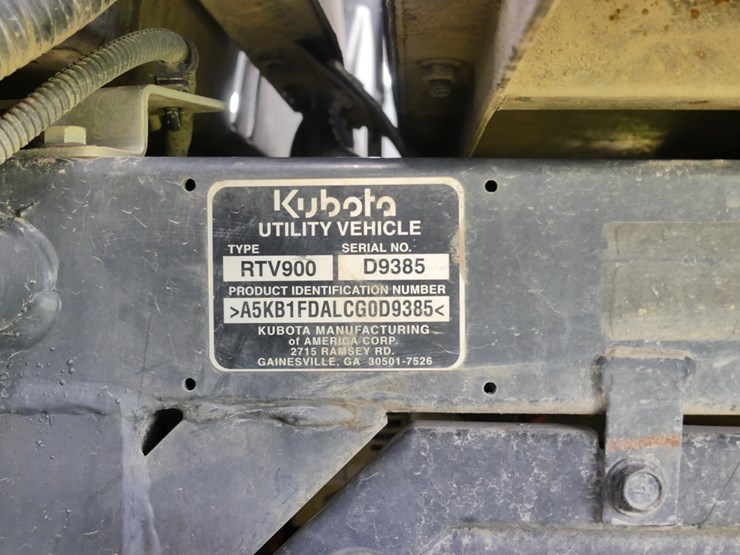 Kubota
UTILITY VEHICLE
TYPE SERIAL NO.
RTV900 D9385
PRODUCT IDENTIFICATION NUMBER
>A5KB1FDALCG0D9385<
KUBOTA MANUFACTURING
of AMERICA CORP.
2715 RAMSEY RD.
GAINESVILLE, GA 30501-7526